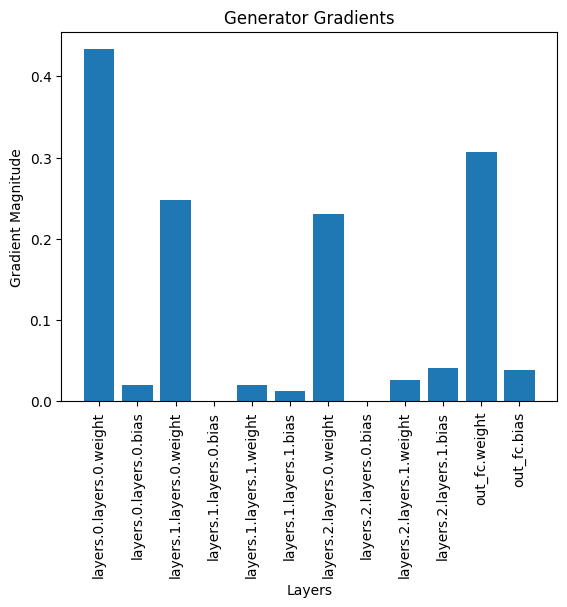 Generator Gradients
Gradient Magnitude
0.4
0.3
0.2
0.1
0.0
layers.0.layers.0.weight
layers.0.layers.0.bias
layers.1.layers.0.weight
layers.1.layers.0.bias
layers.1.layers.1.weight
layers.1.layers.1.bias
layers.2.layers.0.weight
layers.2.layers.0.bias
layers.2.layers.1.weight
layers.2.layers.1.bias
out_fc.weight
out_fc.bias
Layers